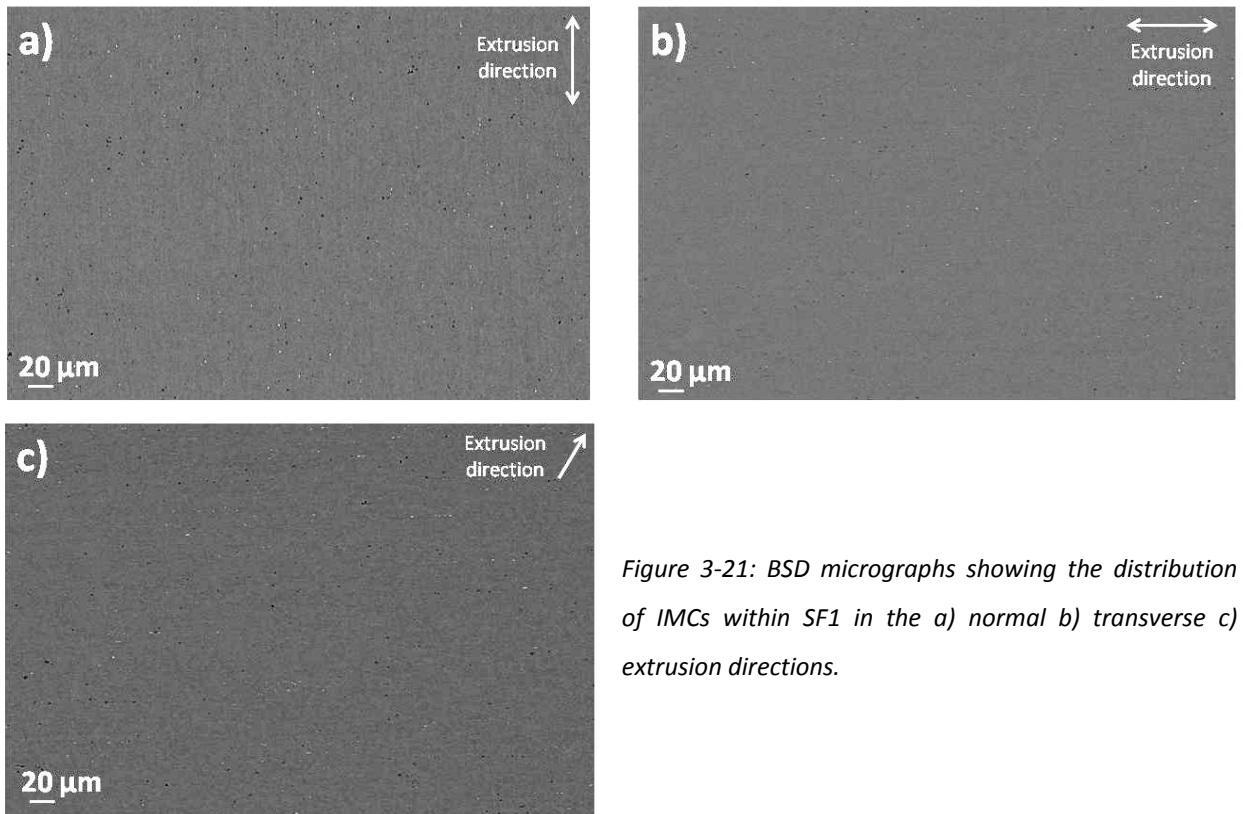 a)
Extrusion
direction
20 µm
b)
Extrusion
direction
20 µm
c)
Extrusion
direction
20 µm
Figure 3-21: BSD micrographs showing the distribution
of IMCs within SF1 in the a) normal b) transverse c)
extrusion directions.